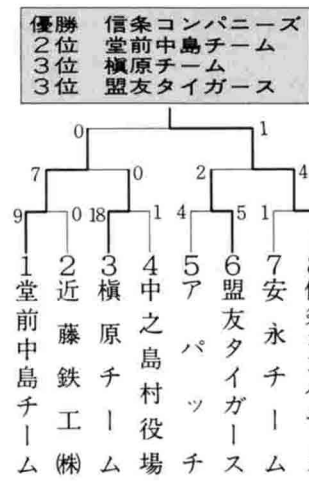 優勝 信条コンパニーズ
2位 堂前中島チーム
3位 槇原チーム
3位 盟友タイガース
0 1
7 0 2 4
9 0 18 1 4 5 1
1 堂前中島チーム
2 近藤鉄工㈱
3 槇原チーム
4 中之島村役場
5 アパッチ
6 盟友タイガース
7 安永チーム